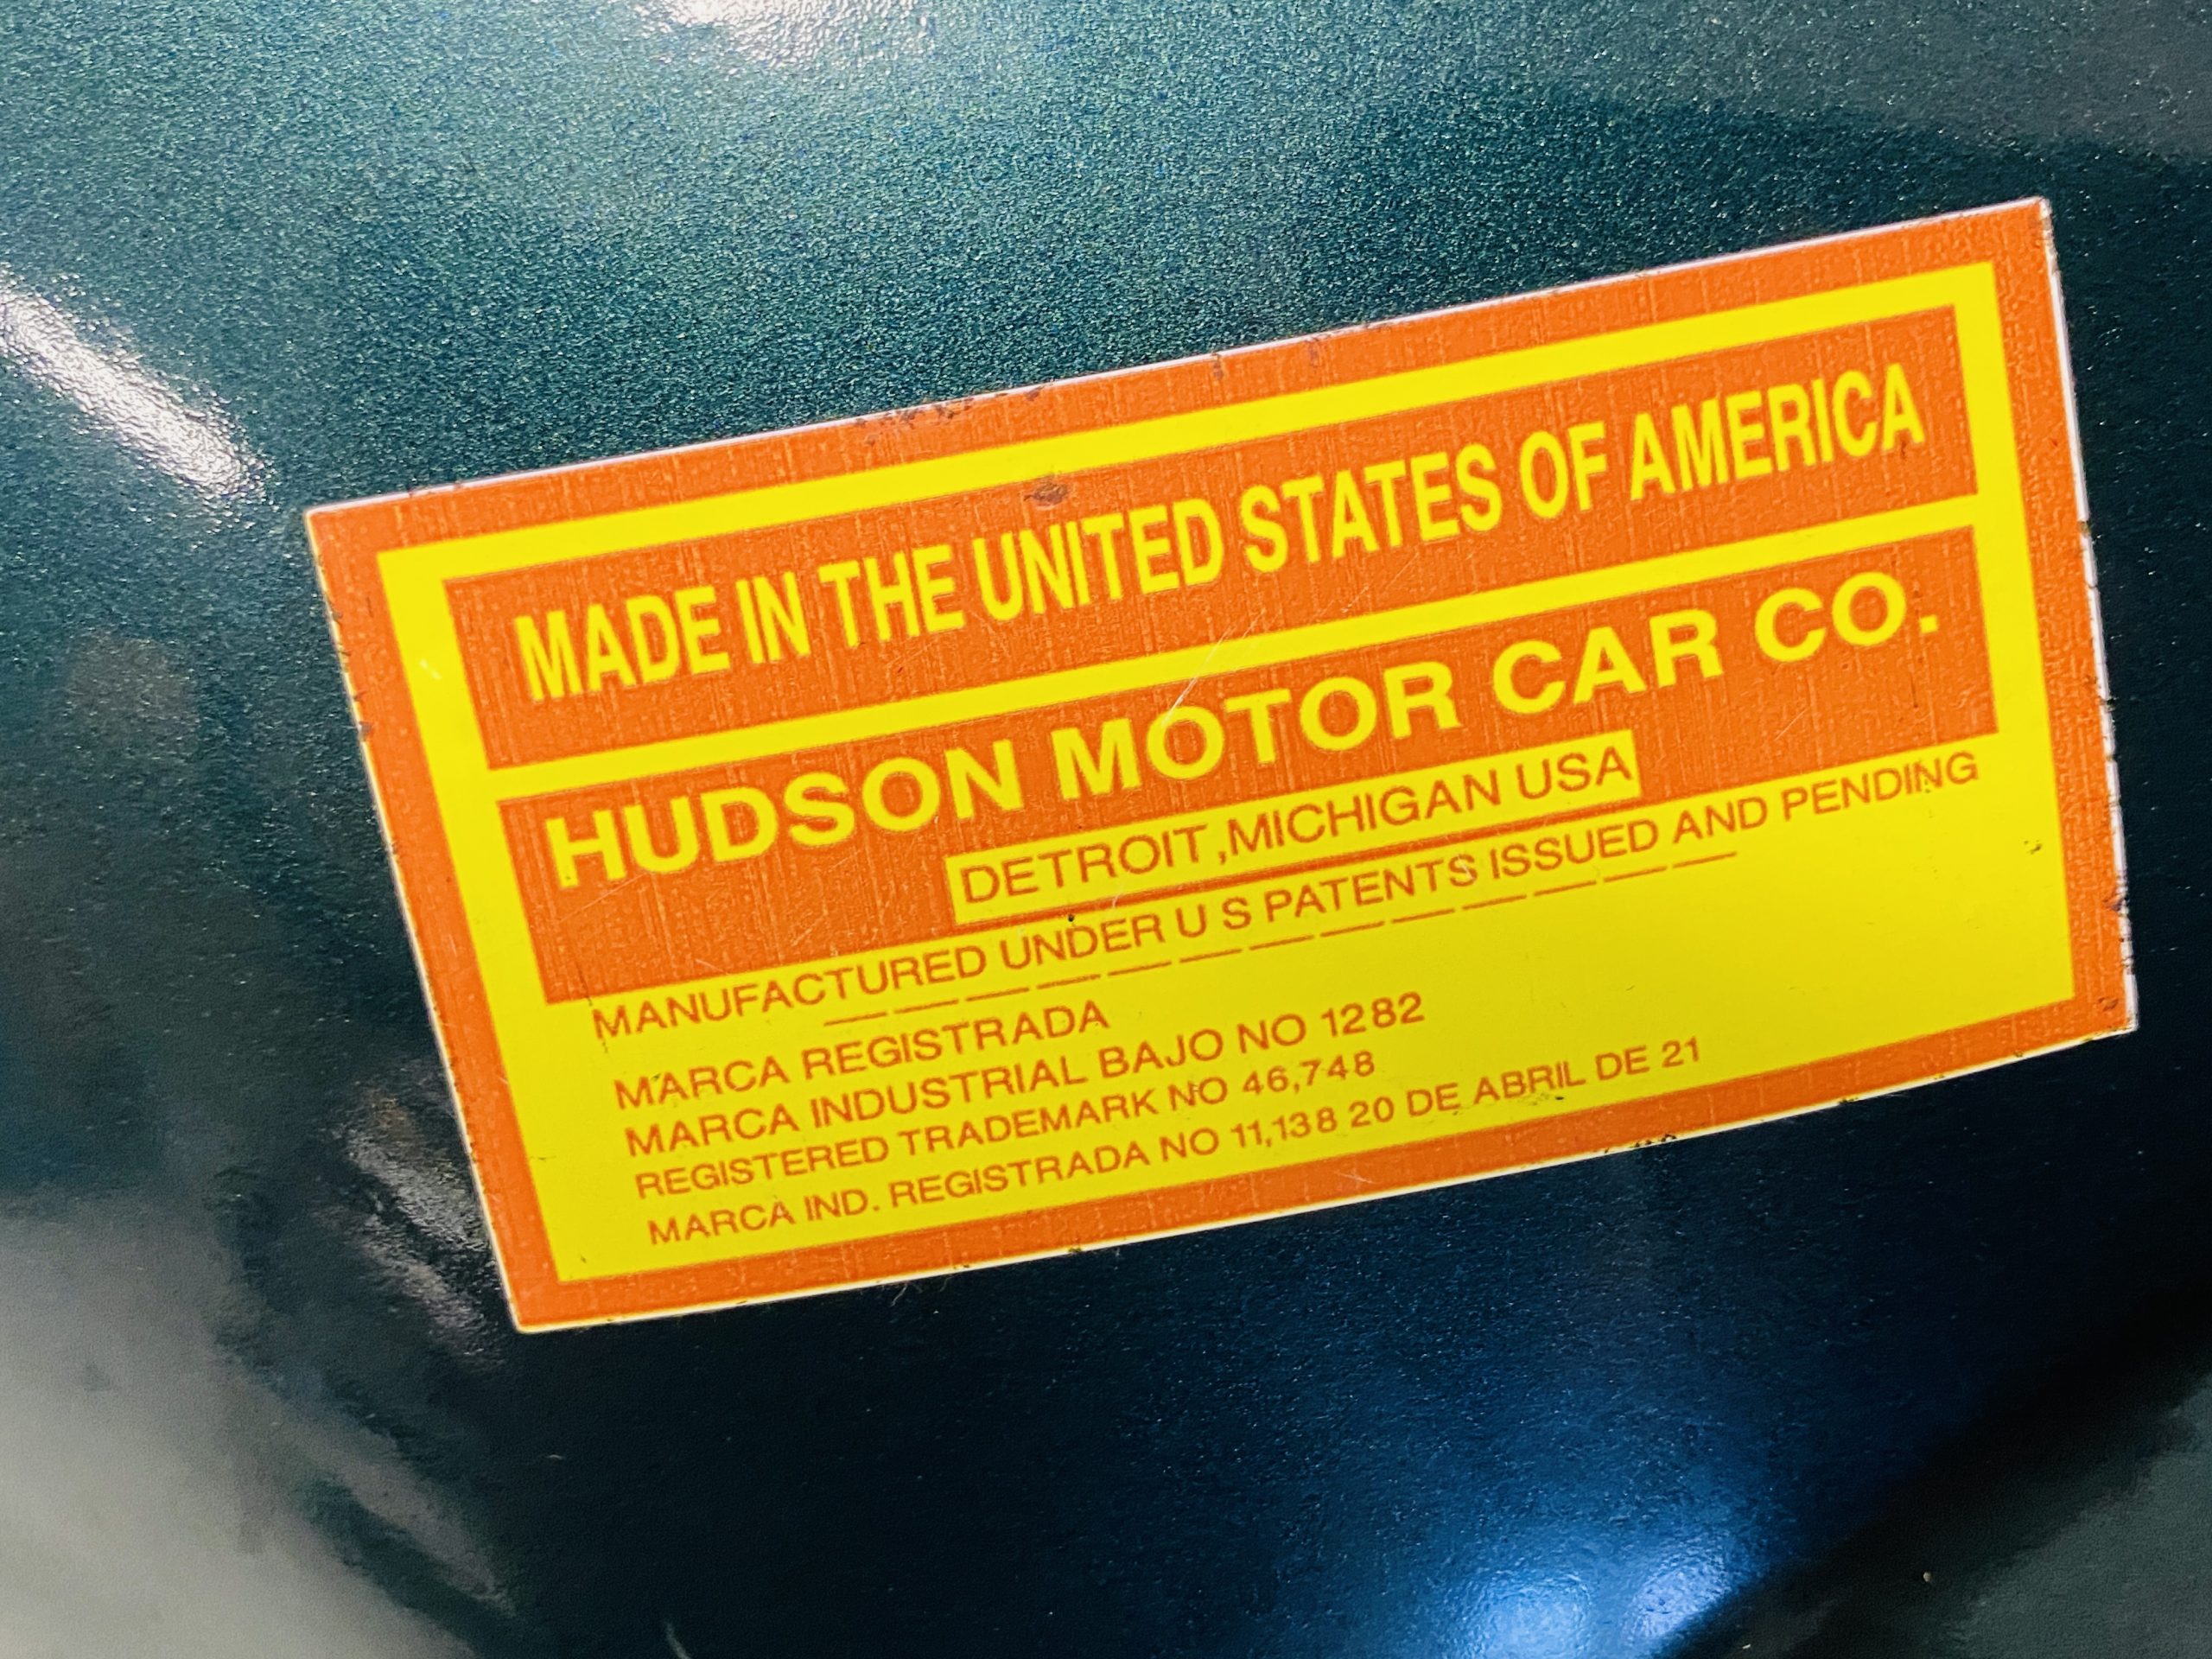 MADE IN THE UNITED STATES OF AMERICA
HUDSON MOTOR CAR CO.
DETROIT,MICHIGAN USA
MANUFACTURED UNDER U S PATENTS ISSUED AND PENDING
MARCA REGISTRADA
MARCA INDUSTRIAL BAJO NO 1282
REGISTERED TRADEMARK NO 46,748
MARCA IND. REGISTRADA NO 11,138 20 DE ABRIL DE 21